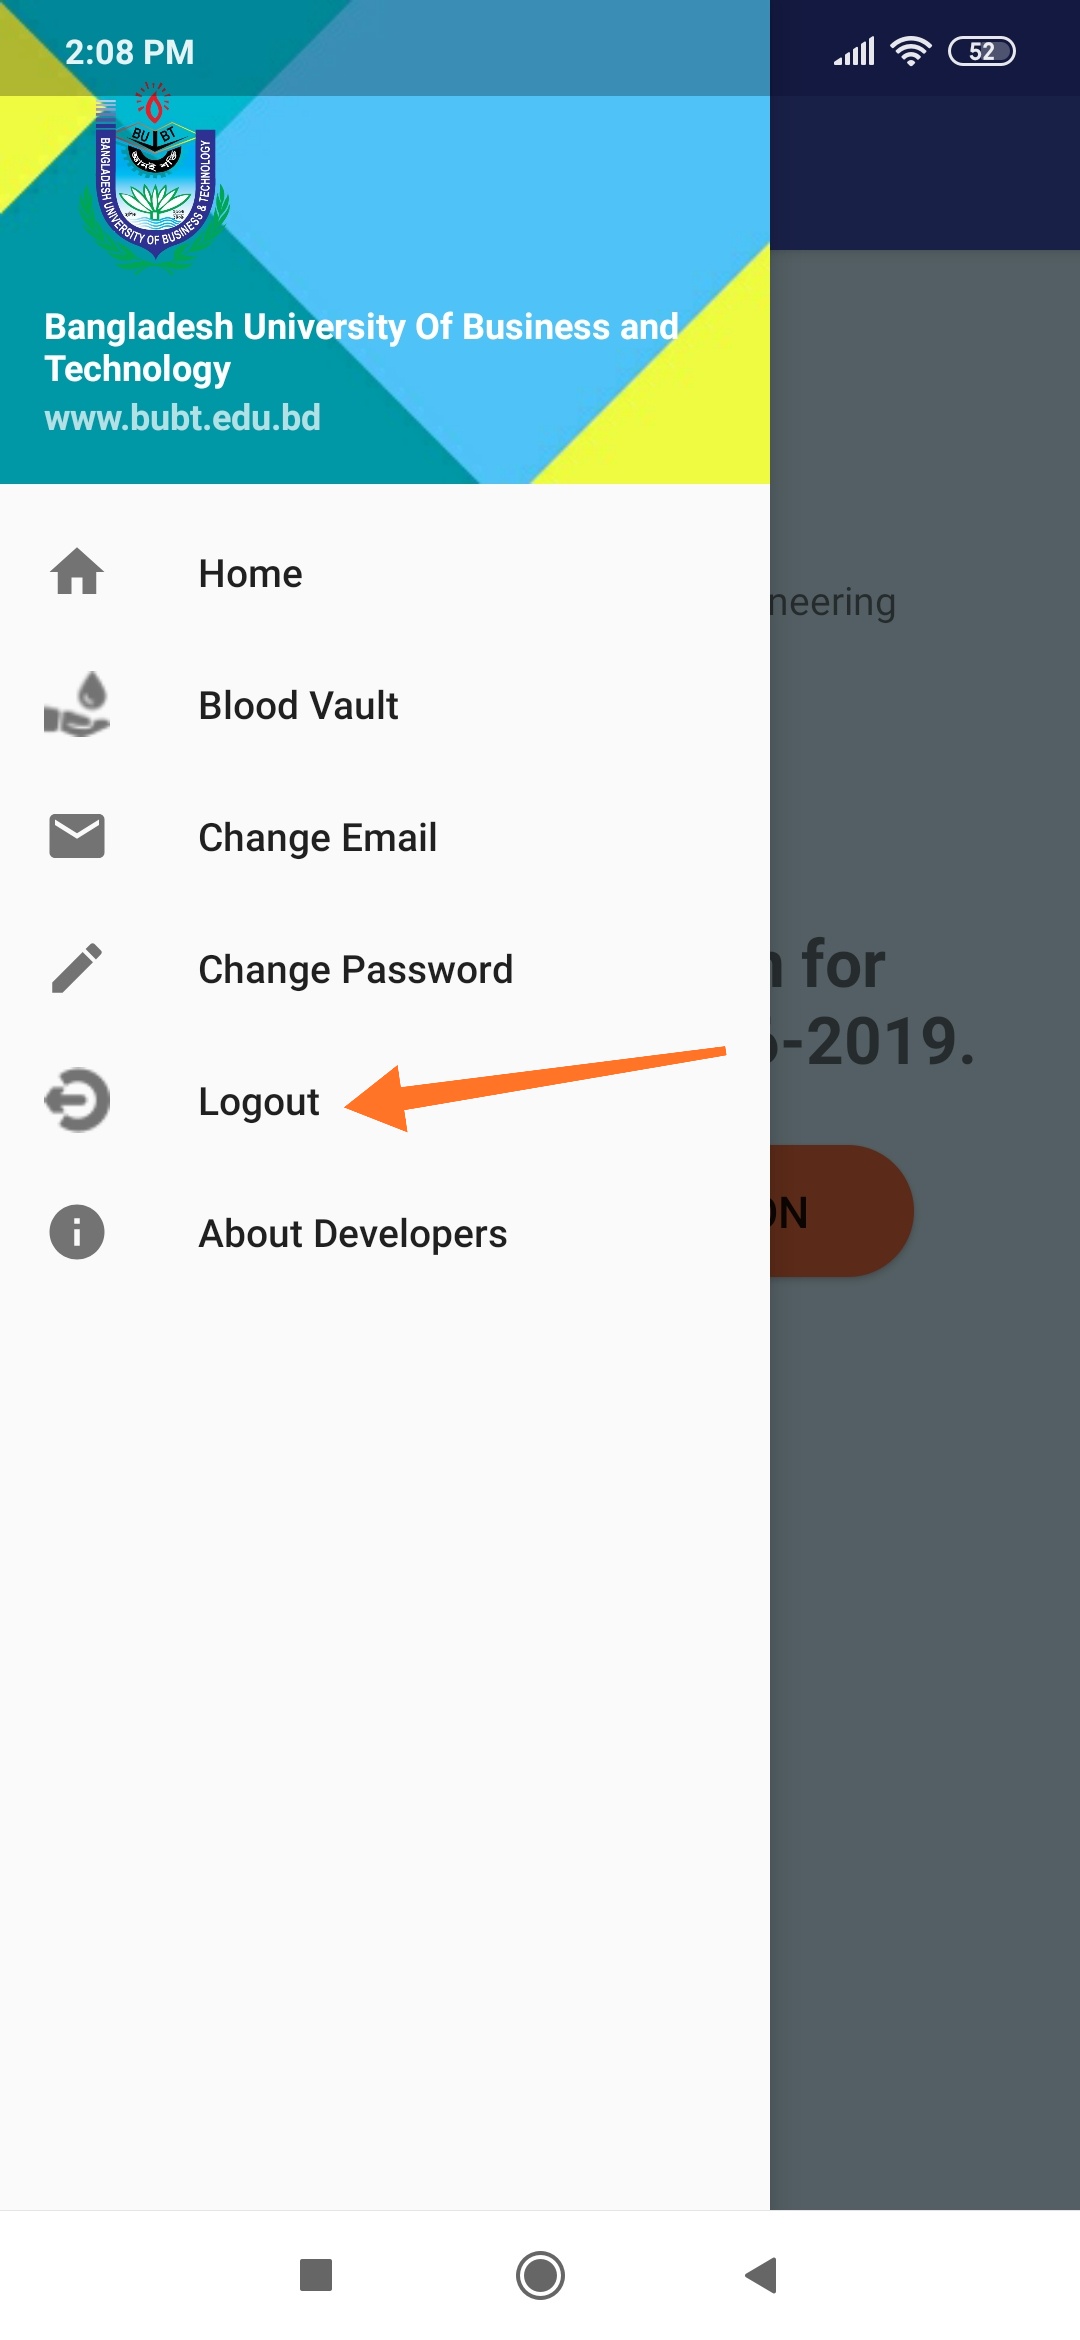 2:08 PM
52
BU BT
BANGLADESH UNIVERSITY OF BUSINESS & TECHNOLOGY
Bangladesh University Of Business and
Technology
www.bubt.edu.bd
Home
neering
Blood Vault
Change Email
Change Password
for
-2019.
Logout
ON
About Developers